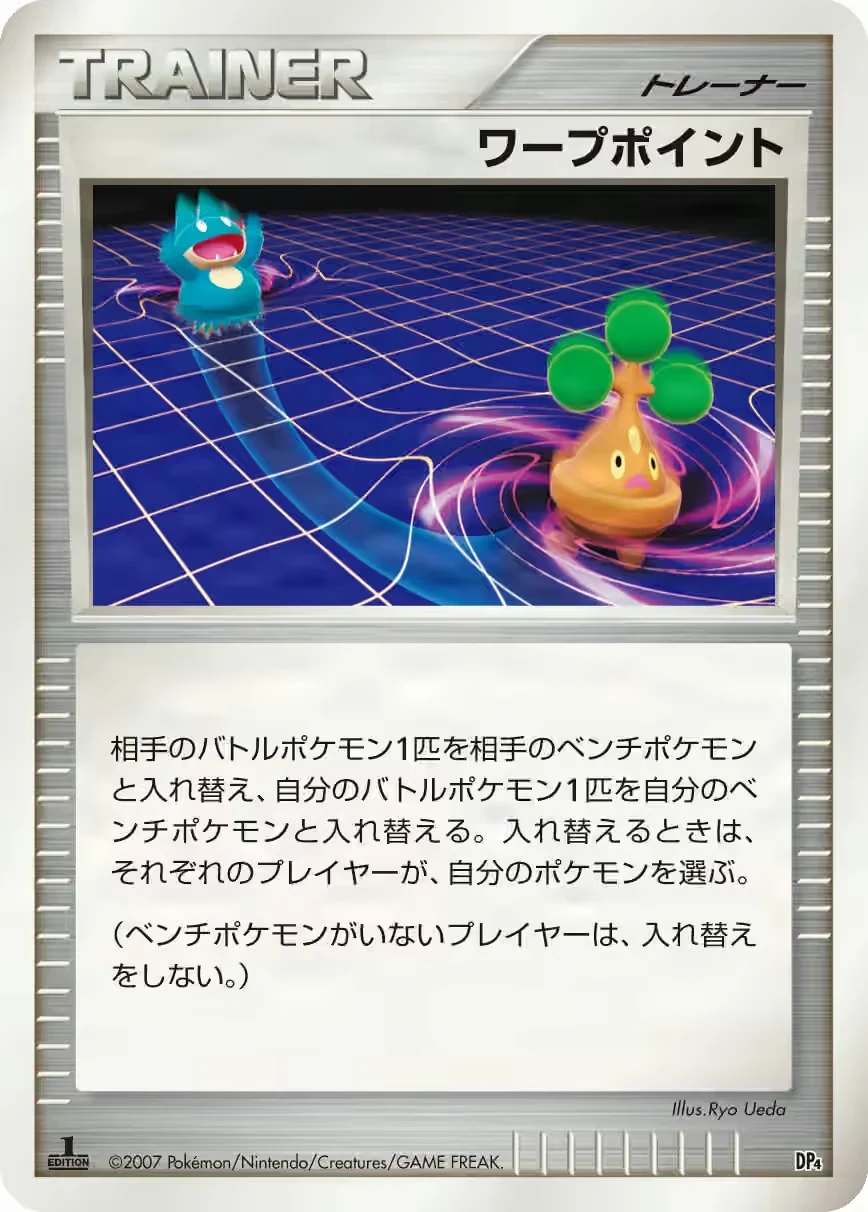 TRAINER
トレーナー
ワープポイント
相手のバトルポケモン1匹を相手のベンチポケモン
と入れ替え、自分のバトルポケモン1匹を自分のベ
ンチポケモンと入れ替える。入れ替えるときは、
それぞれのプレイヤーが、自分のポケモンを選ぶ。
（ベンチポケモンがいないプレイヤーは、入れ替え
をしない。）
Illus.Ryo Ueda
1
EDITION
©2007 Pokémon/Nintendo/Creatures/GAME FREAK.
DP4